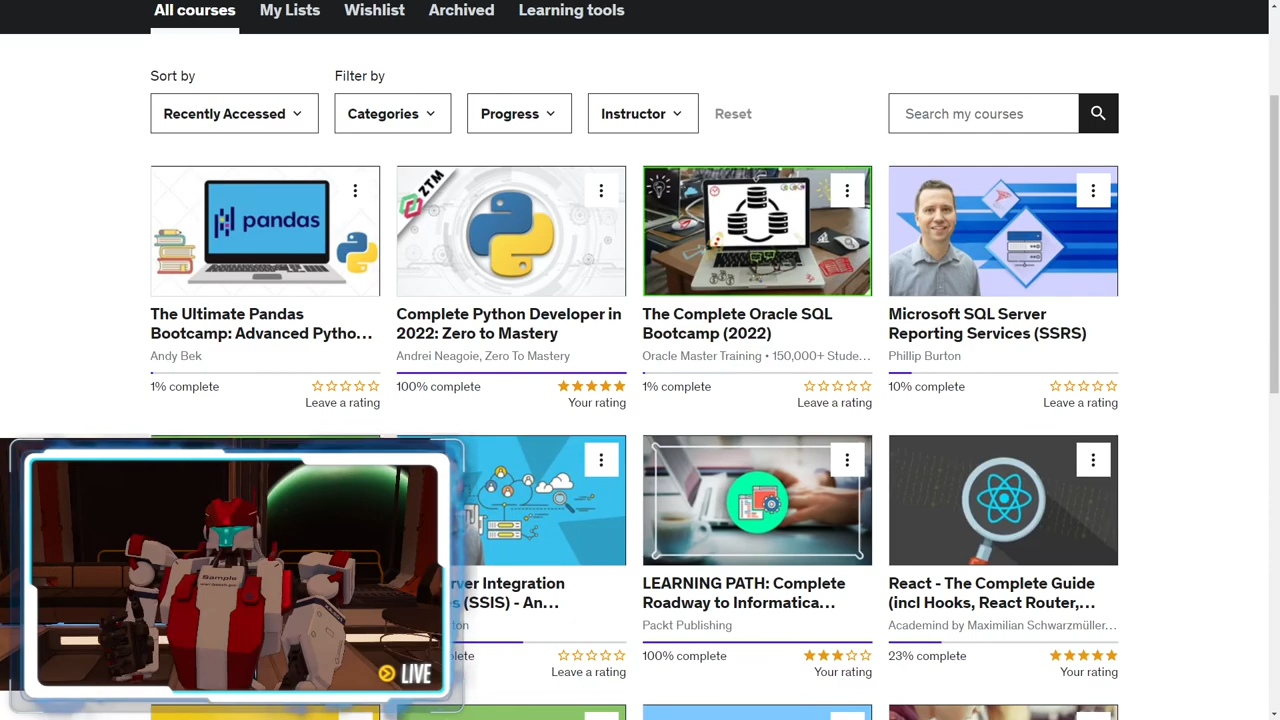 All courses
My Lists
Wishlist
Archived
Learning tools
Sort by
Filter by
Recently Accessed
Categories
Progress
Instructor
Reset
Search my courses
pandas
ZTM
The Ultimate Pandas
Bootcamp: Advanced Pytho...
Andy Bek
1% complete
Leave a rating
Complete Python Developer in
2022: Zero to Mastery
Andrei Neagoie, Zero To Mastery
100% complete
Your rating
The Complete Oracle SQL
Bootcamp (2022)
Oracle Master Training • 150,000+ Stude...
1% complete
Leave a rating
Microsoft SQL Server
Reporting Services (SSRS)
Phillip Burton
10% complete
Leave a rating
rver Integration
s (SSIS) - An...
ton
lete
Leave a rating
LEARNING PATH: Complete
Roadway to Informatica...
Packt Publishing
100% complete
Your rating
React - The Complete Guide
(incl Hooks, React Router,...
Academind by Maximilian Schwarzmüller...
23% complete
Your rating
Sample
LIVE